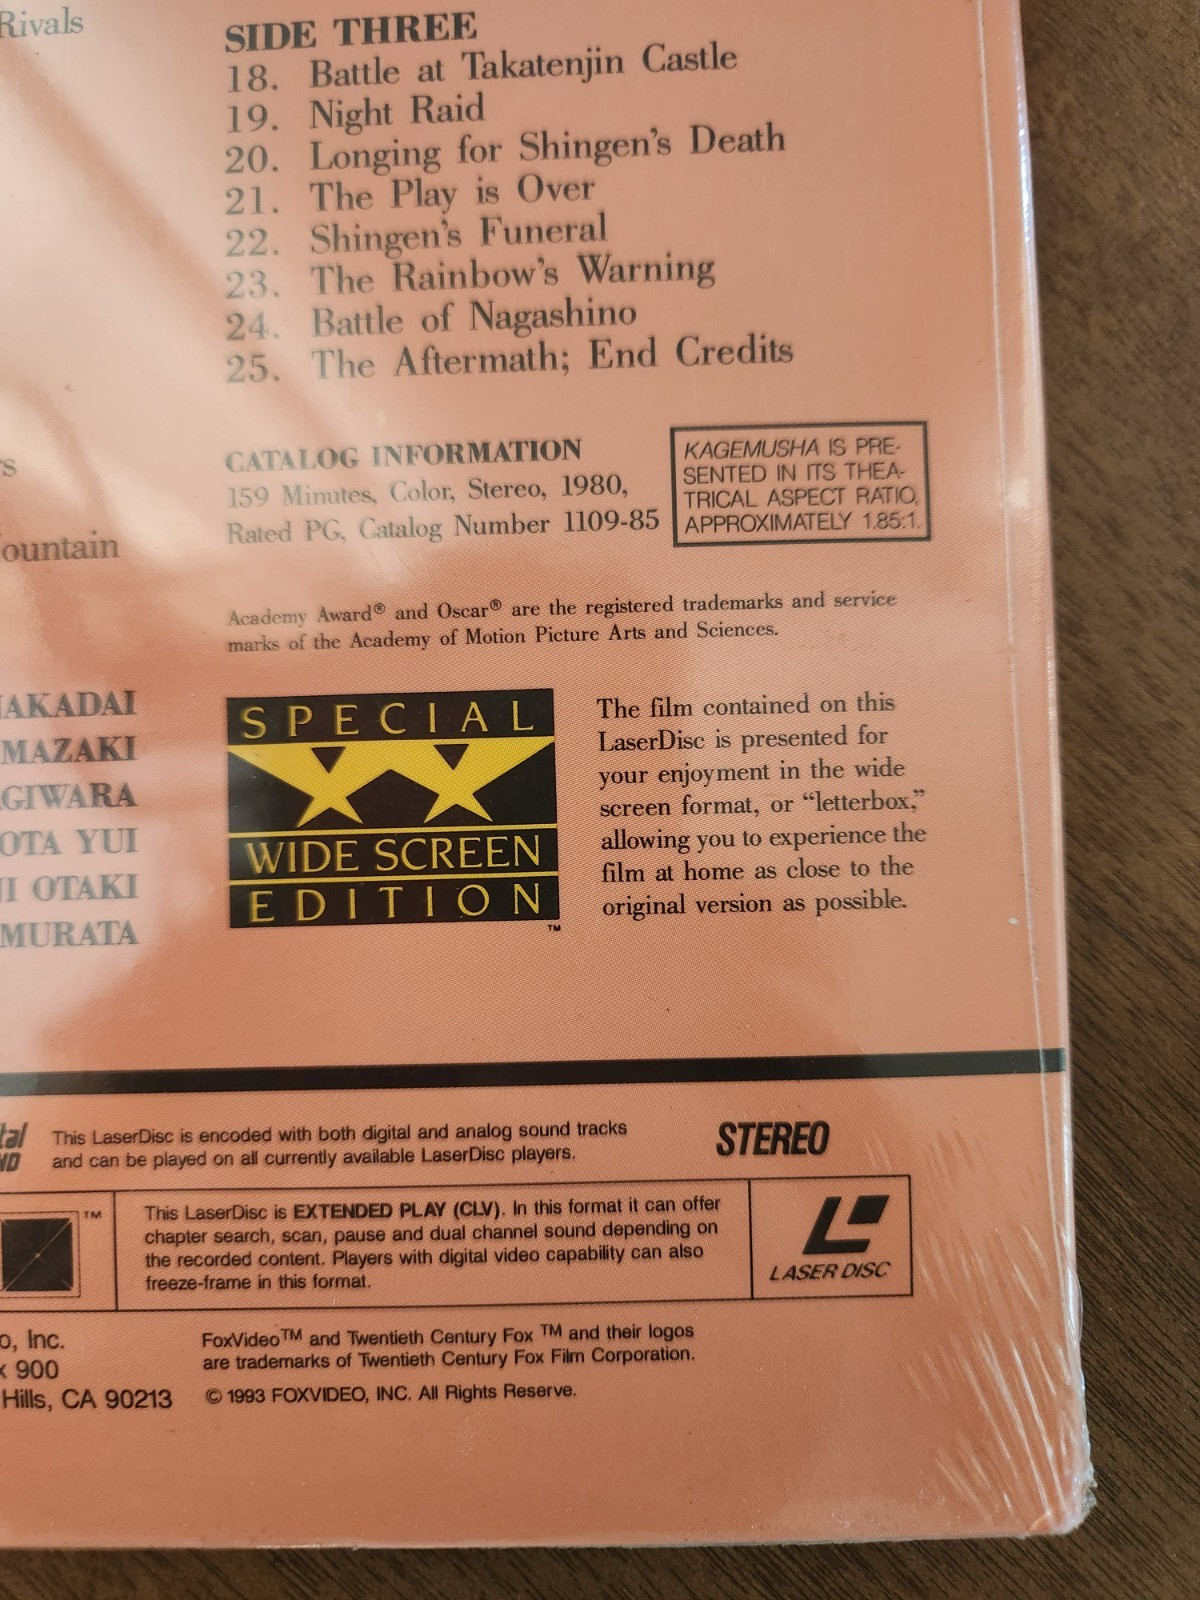 Rivals
SIDE THREE
18. Battle at Takatenjin Castle
19. Night Raid
20. Longing for Shingen's Death
21. The Play is Over
22. Shingen's Funeral
23. The Rainbow's Warning
24. Battle of Nagashino
25. The Aftermath; End Credits
rs
ountain
CATALOG INFORMATION
159 Minutes, Color, Stereo, 1980,
Rated PG, Catalog Number 1109-85
KAGEMUSHA IS PRE-
SENTED IN ITS THEA-
TRICAL ASPECT RATIO,
APPROXIMATELY 1.85:1.
Academy Award® and Oscar® are the registered trademarks and service
marks of the Academy of Motion Picture Arts and Sciences.
NAKADAI
MAZAKI
AGIWARA
OTA YUI
JI OTAKI
MURATA
SPECIAL
WIDE SCREEN
EDITION
TM
The film contained on this
LaserDisc is presented for
your enjoyment in the wide
screen format, or “letterbox,”
allowing you to experience the
film at home as close to the
original version as possible.
tal
ND
This LaserDisc is encoded with both digital and analog sound tracks
and can be played on all currently available LaserDisc players.
STEREO
TM
This LaserDisc is EXTENDED PLAY (CLV). In this format it can offer
chapter search, scan, pause and dual channel sound depending on
the recorded content. Players with digital video capability can also
freeze-frame in this format.
LASER DISC
o, Inc.
x 900
Hills, CA 90213
FoxVideo™ and Twentieth Century Fox ™ and their logos
are trademarks of Twentieth Century Fox Film Corporation.
© 1993 FOXVIDEO, INC. All Rights Reserve.